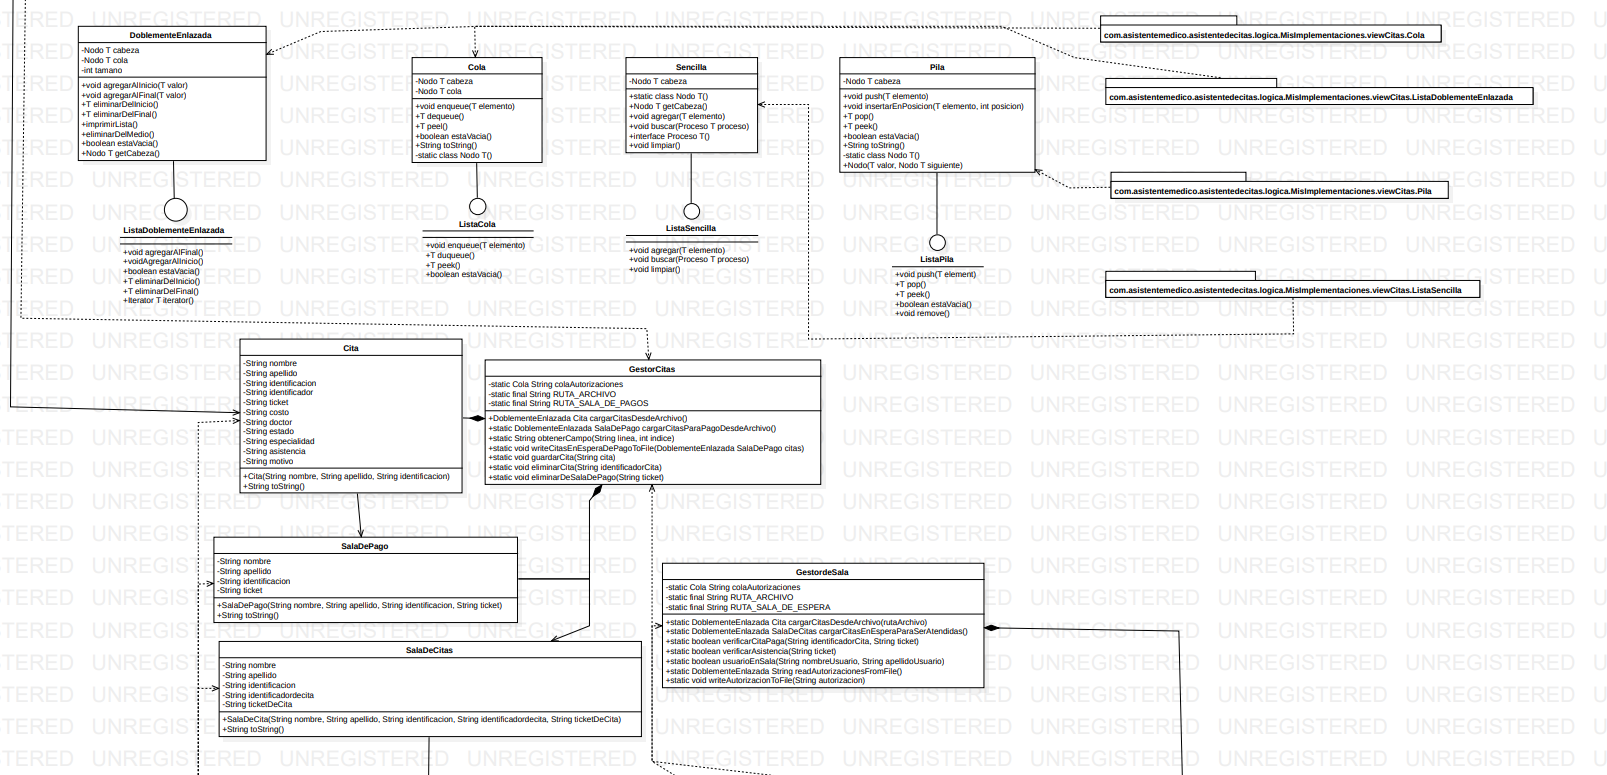 DoblementeEnlazada
-Nodo T cabeza
-Nodo T cola
-int tamano
+void agregarAlInicio(T valor)
+void agregarAlFinal(T valor)
+T eliminarDelInicio()
+T eliminarDelFinal()
+imprimirLista()
+eliminarDelMedio()
+boolean estaVacia()
+Nodo T getCabeza()
ListaDoblementeEnlazada
+void agregarAlFinal()
+voidAgregarAlInicio()
+boolean estaVacia()
+T eliminarDelInicio()
+T eliminarDelFinal()
+Iterator T iterator()
Cola
-Nodo T cabeza
-Nodo T cola
+void enqueue(T elemento)
+T dequeue()
+T peel()
+boolean estaVacia()
+String toString()
-static class Nodo T()
ListaCola
+void enqueue(T elemento)
+T duqueue()
+T peek()
+boolean estaVacia()
Sencilla
-Nodo T cabeza
+static class Nodo T()
+Nodo T getCabeza()
+void agregar(T elemento)
+void buscar(Proceso T proceso)
+interface Proceso T()
+void limpiar()
ListaSencilla
+void agregar(T elemento)
+void buscar(Proceso T proceso)
+void limpiar()
Pila
-Nodo T cabeza
+void push(T elemento)
+void insertarEnPosicion(T elemento, int posicion)
+T pop()
+T peek()
+boolean estaVacia()
+String toString()
-static class Nodo T()
+Nodo(T valor, Nodo T siguiente)
ListaPila
+void push(T element)
+T pop()
+T peek()
+boolean estaVacia()
+void remove()
com.asistentemedico.asistentedecitas.logica.MisImplementaciones.viewCitas.Cola
com.asistentemedico.asistentedecitas.logica.MisImplementaciones.viewCitas.ListaDoblementeEnlazada
com.asistentemedico.asistentedecitas.logica.MisImplementaciones.viewCitas.Pila
com.asistentemedico.asistentedecitas.logica.MisImplementaciones.viewCitas.ListaSencilla
Cita
-String nombre
-String apellido
-String identificacion
-String identificador
-String ticket
-String costo
-String doctor
-String estado
-String especialidad
-String asistencia
-String motivo
+Cita(String nombre, String apellido, String identificacion)
+String toString()
GestorCitas
-static Cola String colaAutorizaciones
-static final String RUTA_ARCHIVO
-static final String RUTA_SALA_DE_PAGOS
+DoblementeEnlazada Cita cargarCitasDesdeArchivo()
+static DoblementeEnlazada SalaDePago cargarCitasParaPagoDesdeArchivo()
+static String obtenerCampo(String linea, int indice)
+static void writeCitasEnEsperaDePagoToFile(DoblementeEnlazada SalaDePago citas)
+static void guardarCita(String cita)
+static void eliminarCita(String identificadorCita)
+static void eliminarDeSalaDePago(String ticket)
SalaDePago
-String nombre
-String apellido
-String identificacion
-String ticket
+SalaDePago(String nombre, String apellido, String identificacion, String ticket)
+String toString()
GestordeSala
-static Cola String colaAutorizaciones
-static final String RUTA_ARCHIVO
-static final String RUTA_SALA_DE_ESPERA
+static DoblementeEnlazada Cita cargarCitasDesdeArchivo(rutaArchivo)
+static DoblementeEnlazada SalaDeCitas cargarCitasEnEsperaParaSerAtendidas()
+static boolean verificarCitaPaga(String identificadorCita, String ticket)
+static boolean verificarAsistencia(String ticket)
+static boolean usuarioEnSala(String nombreUsuario, String apellidoUsuario)
+static DoblementeEnlazada String readAutorizacionesFromFile()
+static void writeAutorizacionToFile(String autorizacion)
SalaDeCitas
-String nombre
-String apellido
-String identificacion
-String identificadordecita
-String ticketDeCita
+SalaDeCita(String nombre, String apellido, String identificacion, String identificadordecita, String ticketDeCita)
+String toString()
UNREGISTERED